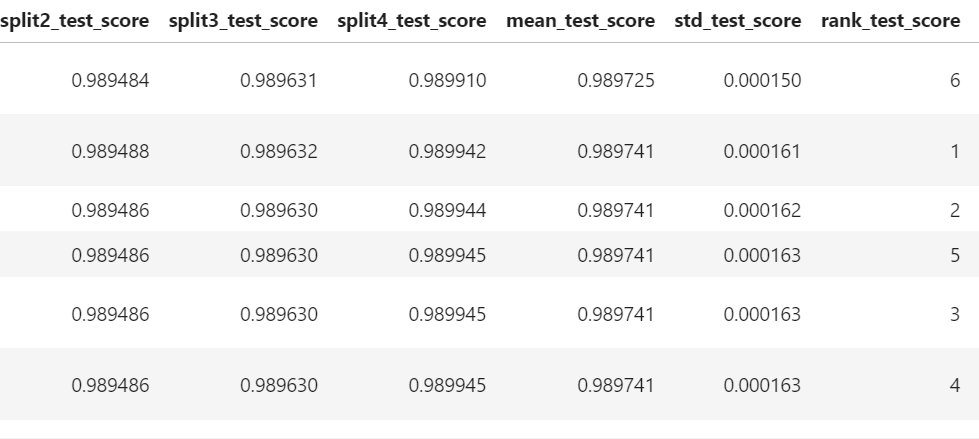 split2_test_score split3_test_score split4_test_score mean_test_score std_test_score rank_test_score
0.989484 0.989631 0.989910 0.989725 0.000150 6
0.989488 0.989632 0.989942 0.989741 0.000161 1
0.989486 0.989630 0.989944 0.989741 0.000162 2
0.989486 0.989630 0.989945 0.989741 0.000163 5
0.989486 0.989630 0.989945 0.989741 0.000163 3
0.989486 0.989630 0.989945 0.989741 0.000163 4